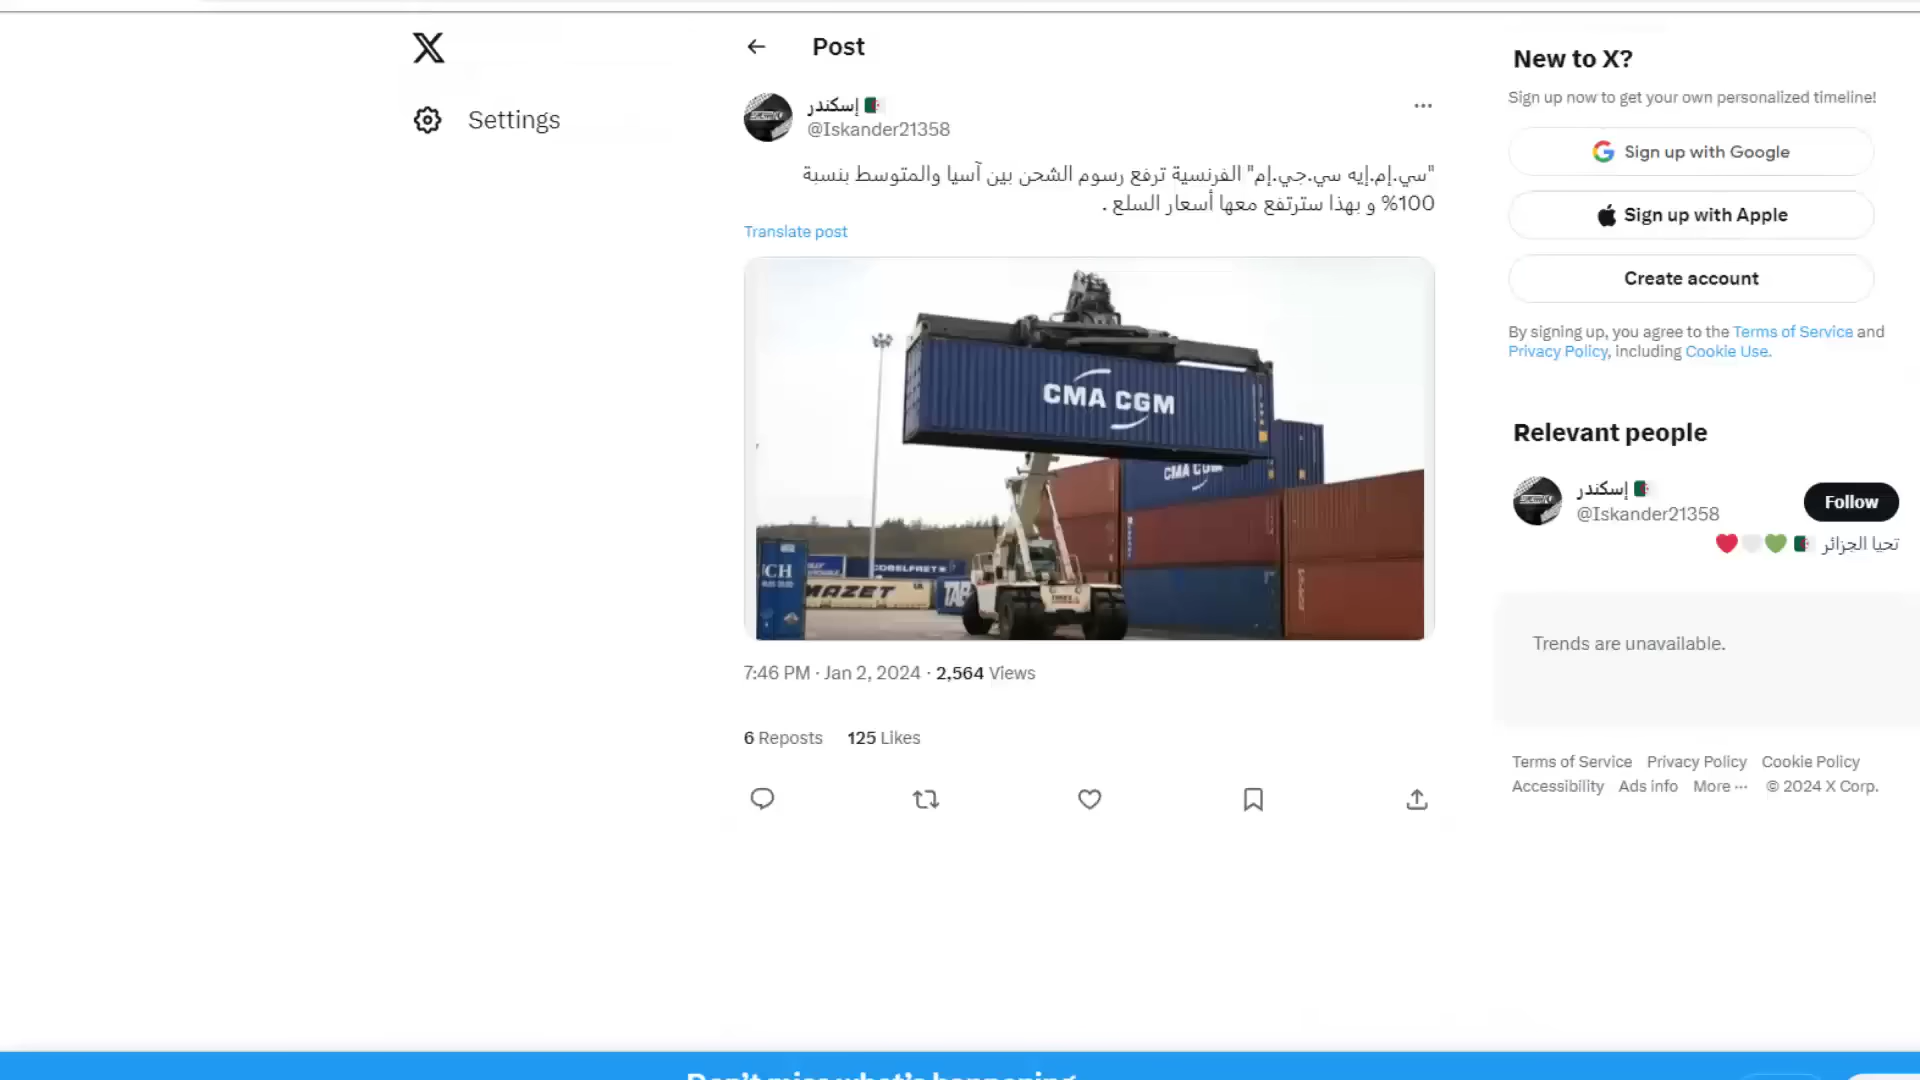 Post
Settings
إسكندر
@Iskander21358
"سي.إم.إيه سي.جي.إم" الفرنسية ترفع رسوم الشحن بين آسيا والمتوسط بنسبة
100% و بهذا سترتفع معها أسعار السلع .
Translate post
CMA CGM
CMA CGM
COBELFRET
MAZET
7:46 PM · Jan 2, 2024 · 2,564 Views
6 Reposts 125 Likes
New to X?
Sign up now to get your own personalized timeline!
Sign up with Google
Sign up with Apple
Create account
By signing up, you agree to the Terms of Service and
Privacy Policy, including Cookie Use.
Relevant people
إسكندر
@Iskander21358
Follow
تحيا الجزائر
Trends are unavailable.
Terms of Service Privacy Policy Cookie Policy
Accessibility Ads info More ··· © 2024 X Corp.
Don't miss what's happening